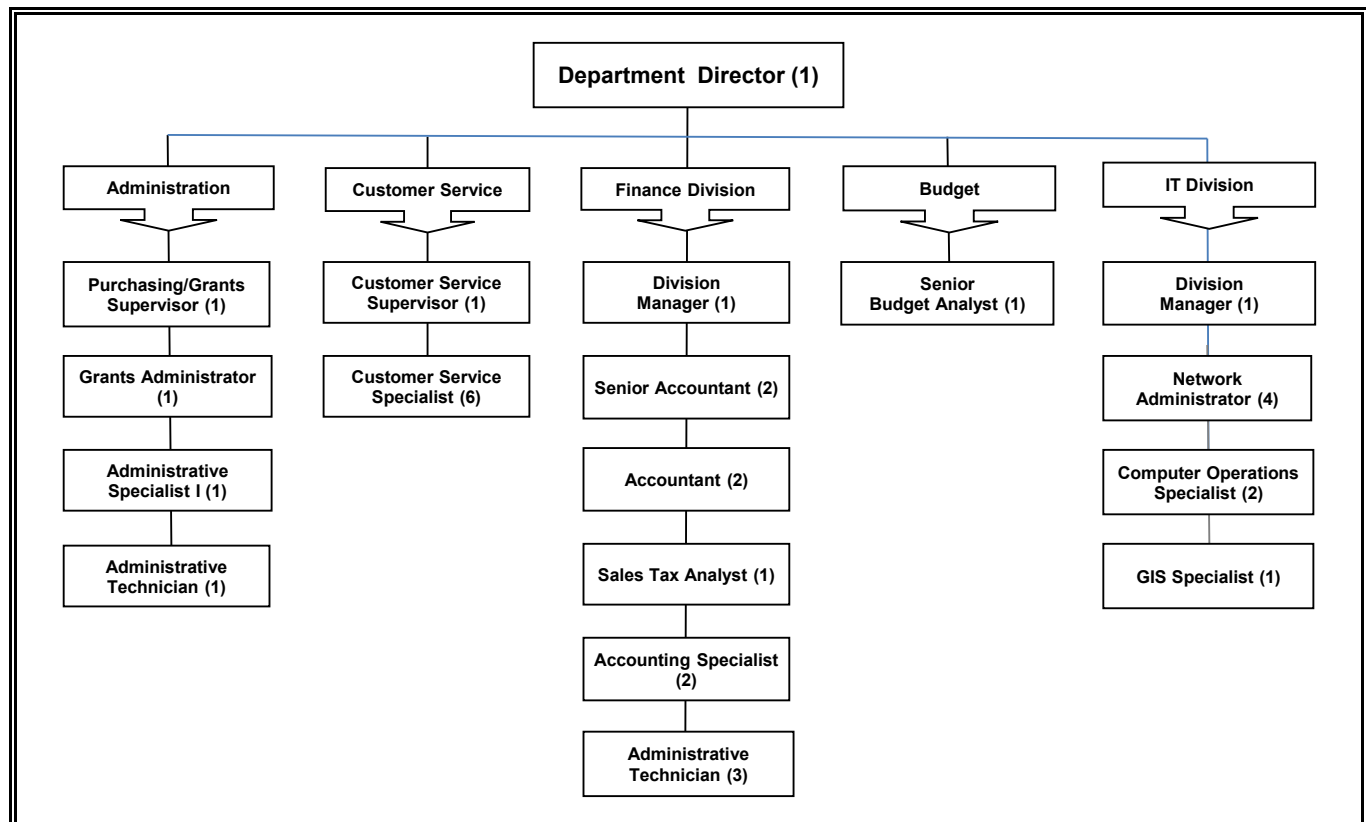 Department Director (1)
Administration
Customer Service
Finance Division
Budget
IT Division
Purchasing/Grants
Supervisor (1)
Customer Service
Supervisor (1)
Division
Manager (1)
Senior
Budget Analyst (1)
Division
Manager (1)
Grants Administrator
(1)
Customer Service
Specialist (6)
Senior Accountant (2)
Network
Administrator (4)
Administrative
Specialist I (1)
Accountant (2)
Computer Operations
Specialist (2)
Administrative
Technician (1)
Sales Tax Analyst (1)
GIS Specialist (1)
Accounting Specialist
(2)
Administrative
Technician (3)